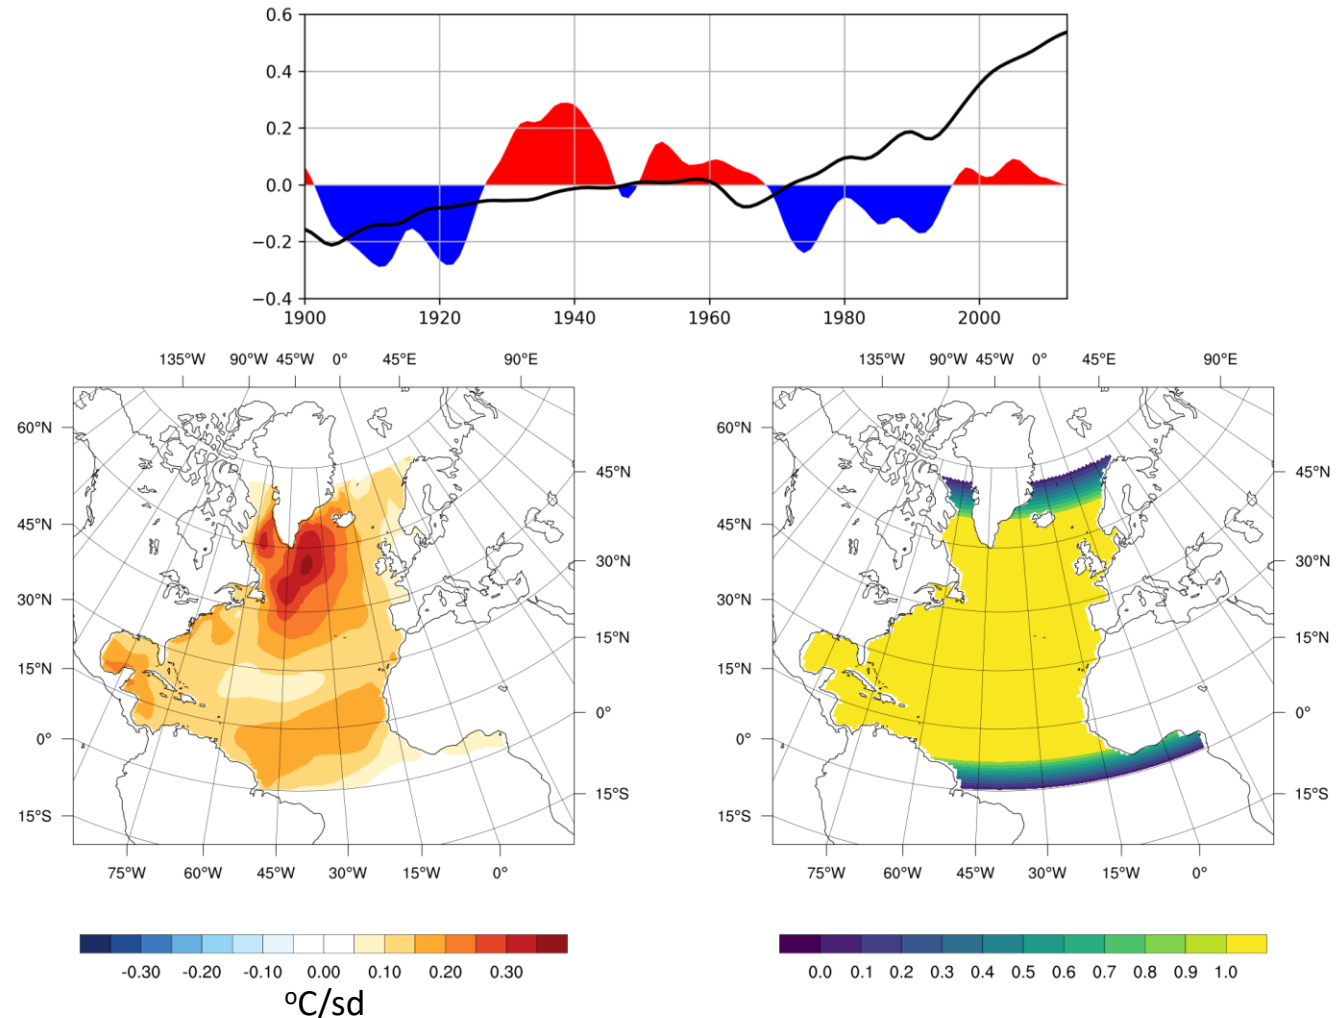 0.6
0.4
0.2
0.0
−0.2
−0.4
1900 1920 1940 1960 1980 2000
135°W 90°W 45°W 0° 45°E 90°E
135°W 90°W 45°W 0° 45°E 90°E
60°N
45°N
45°N
30°N
30°N
15°N
15°N
0°
0°
15°S
15°S
75°W 60°W 45°W 30°W 15°W 0°
60°N
45°N
45°N
30°N
30°N
15°N
15°N
0°
0°
15°S
15°S
75°W 60°W 45°W 30°W 15°W 0°
-0.30 -0.20 -0.10 0.00 0.10 0.20 0.30
°C/sd
0.0 0.1 0.2 0.3 0.4 0.5 0.6 0.7 0.8 0.9 1.0